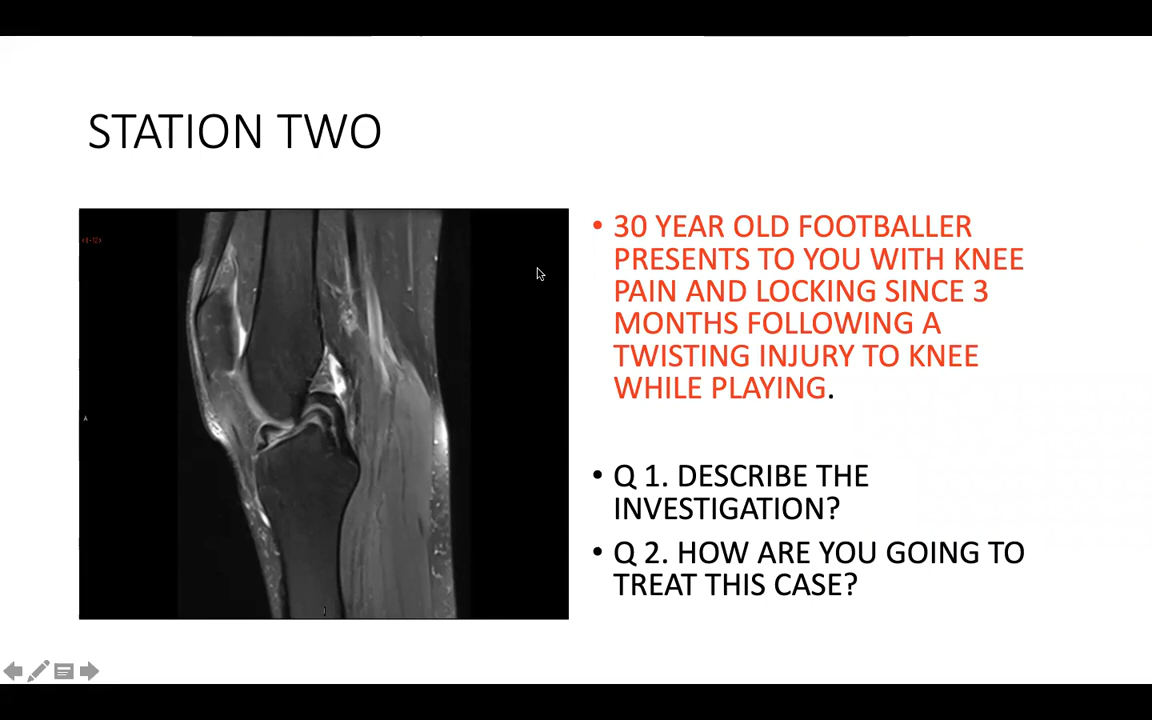 STATION TWO
• 30 YEAR OLD FOOTBALLER
PRESENTS TO YOU WITH KNEE
PAIN AND LOCKING SINCE 3
MONTHS FOLLOWING A
TWISTING INJURY TO KNEE
WHILE PLAYING.
• Q 1. DESCRIBE THE
INVESTIGATION?
• Q 2. HOW ARE YOU GOING TO
TREAT THIS CASE?
A